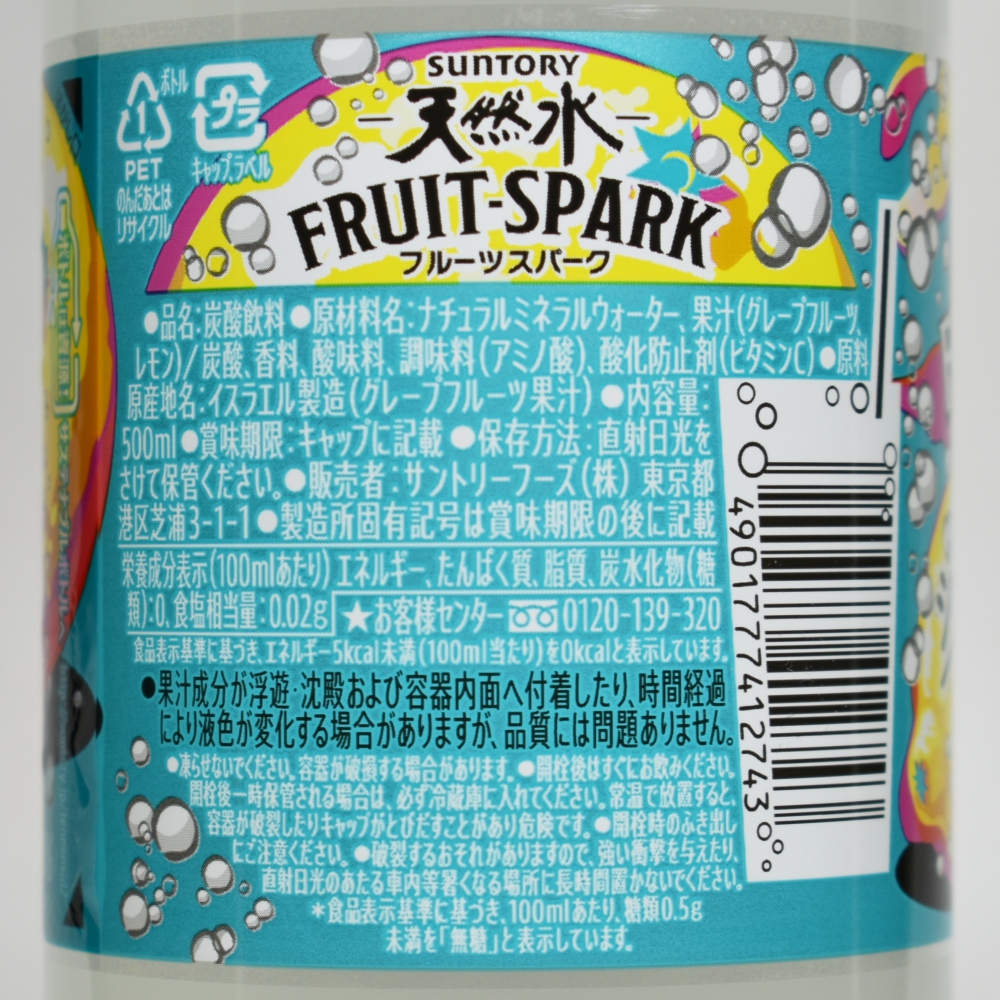 SUNTORY
天然水
FRUIT-SPARK
フルーツスパーク
ボトル
PET
のんだあとは
リサイクル
プラ
キャップ、ラベル
●品名:炭酸飲料 ●原材料名:ナチュラルミネラルウォーター、果汁(グレープフルーツ、
レモン)/炭酸、香料、酸味料、調味料(アミノ酸)、酸化防止剤(ビタミンC) ●原料
原産地名:イスラエル製造(グレープフルーツ果汁) ●内容量:
500ml ●賞味期限:キャップに記載 ●保存方法:直射日光を
さけて保管ください。●販売者:サントリーフーズ(株) 東京都
港区芝浦3-1-1 ●製造所固有記号は賞味期限の後に記載
栄養成分表示(100mlあたり) エネルギー、たんぱく質、脂質、炭水化物(糖
類):0、食塩相当量:0.02g
★お客様センター 0120-139-320
食品表示基準に基づき、エネルギー5kcal未満(100ml当たり)を0kcalと表示しています。
●果汁成分が浮遊・沈殿および容器内面へ付着したり、時間経過
により液色が変化する場合がありますが、品質には問題ありません。
●凍らせないでください。容器が破損する場合があります。●開栓後はすぐにお飲みください。
開栓後一時保管される場合は、必ず冷蔵庫に入れてください。常温で放置すると、
容器が破裂したりキャップがとびだすことがあり危険です。●開栓時のふき出し
にご注意ください。●破裂するおそれがありますので、強い衝撃を与えたり、
直射日光のあたる車内等暑くなる場所に長時間置かないでください。
*食品表示基準に基づき、100mlあたり、糖類0.5g
未満を「無糖」と表示しています。
4901777412743